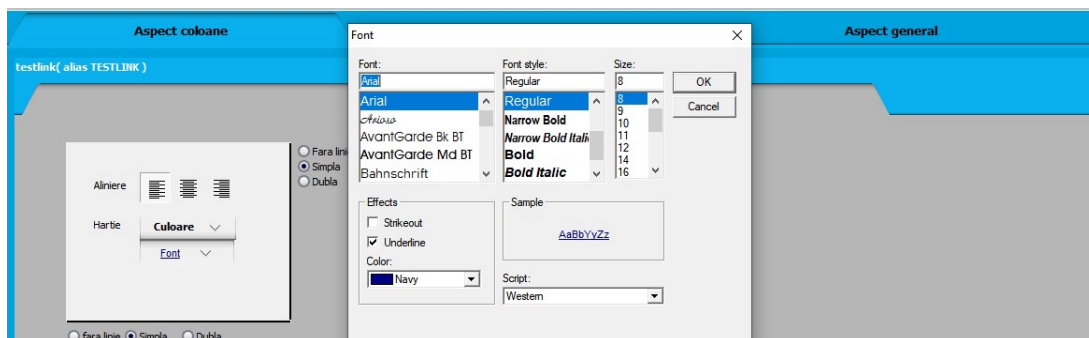 Aspect coloane
Aspect general
testlink( alias TESTLINK )
Aliniere
Hartie
Culoare
Font
Fara lini
Simpla
Dubla
fara linie
Simpla
Dubla
Font
Font:
Arial
Arial
Arioso
AvantGarde Bk BT
AvantGarde Md BT
Bahnschrift
Font style:
Regular
Regular
Narrow Bold
Narrow Bold Itali
Bold
Bold Italic
Size:
8
8
9
10
11
12
14
16
OK
Cancel
Effects
Strikeout
Underline
Color:
Navy
Sample
AaBbYyZz
Script:
Western